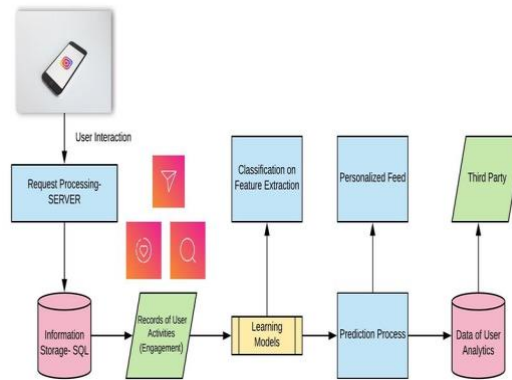 User Interaction
Request Processing-
SERVER
Classification on
Feature Extraction
Personalized Feed
Third Party
Information
Storage- SQL
Records of User
Activities
(Engagement)
Learning
Models
Prediction Process
Data of User
Analytics